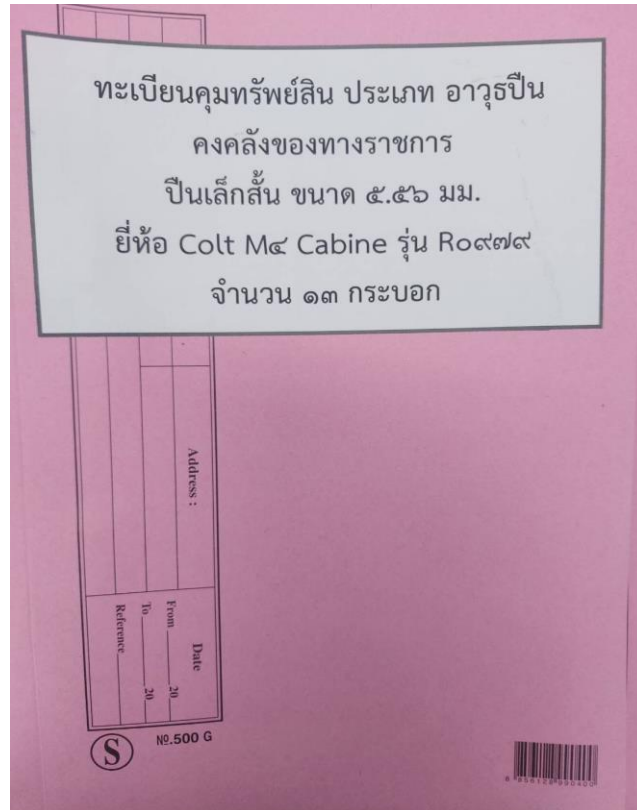 ทะเบียนคุมทรัพย์สิน ประเภท อาวุธปืน
คงคลังของทางราชการ
ปืนเล็กสั้น ขนาด ๕.๕๖ มม.
ยี่ห้อ Colt M๔ Cabine รุ่น Ro๙๗๙
จำนวน ๑๓ กระบอก
Address :
Date
From 20
To 20
Reference
S
№.500 G